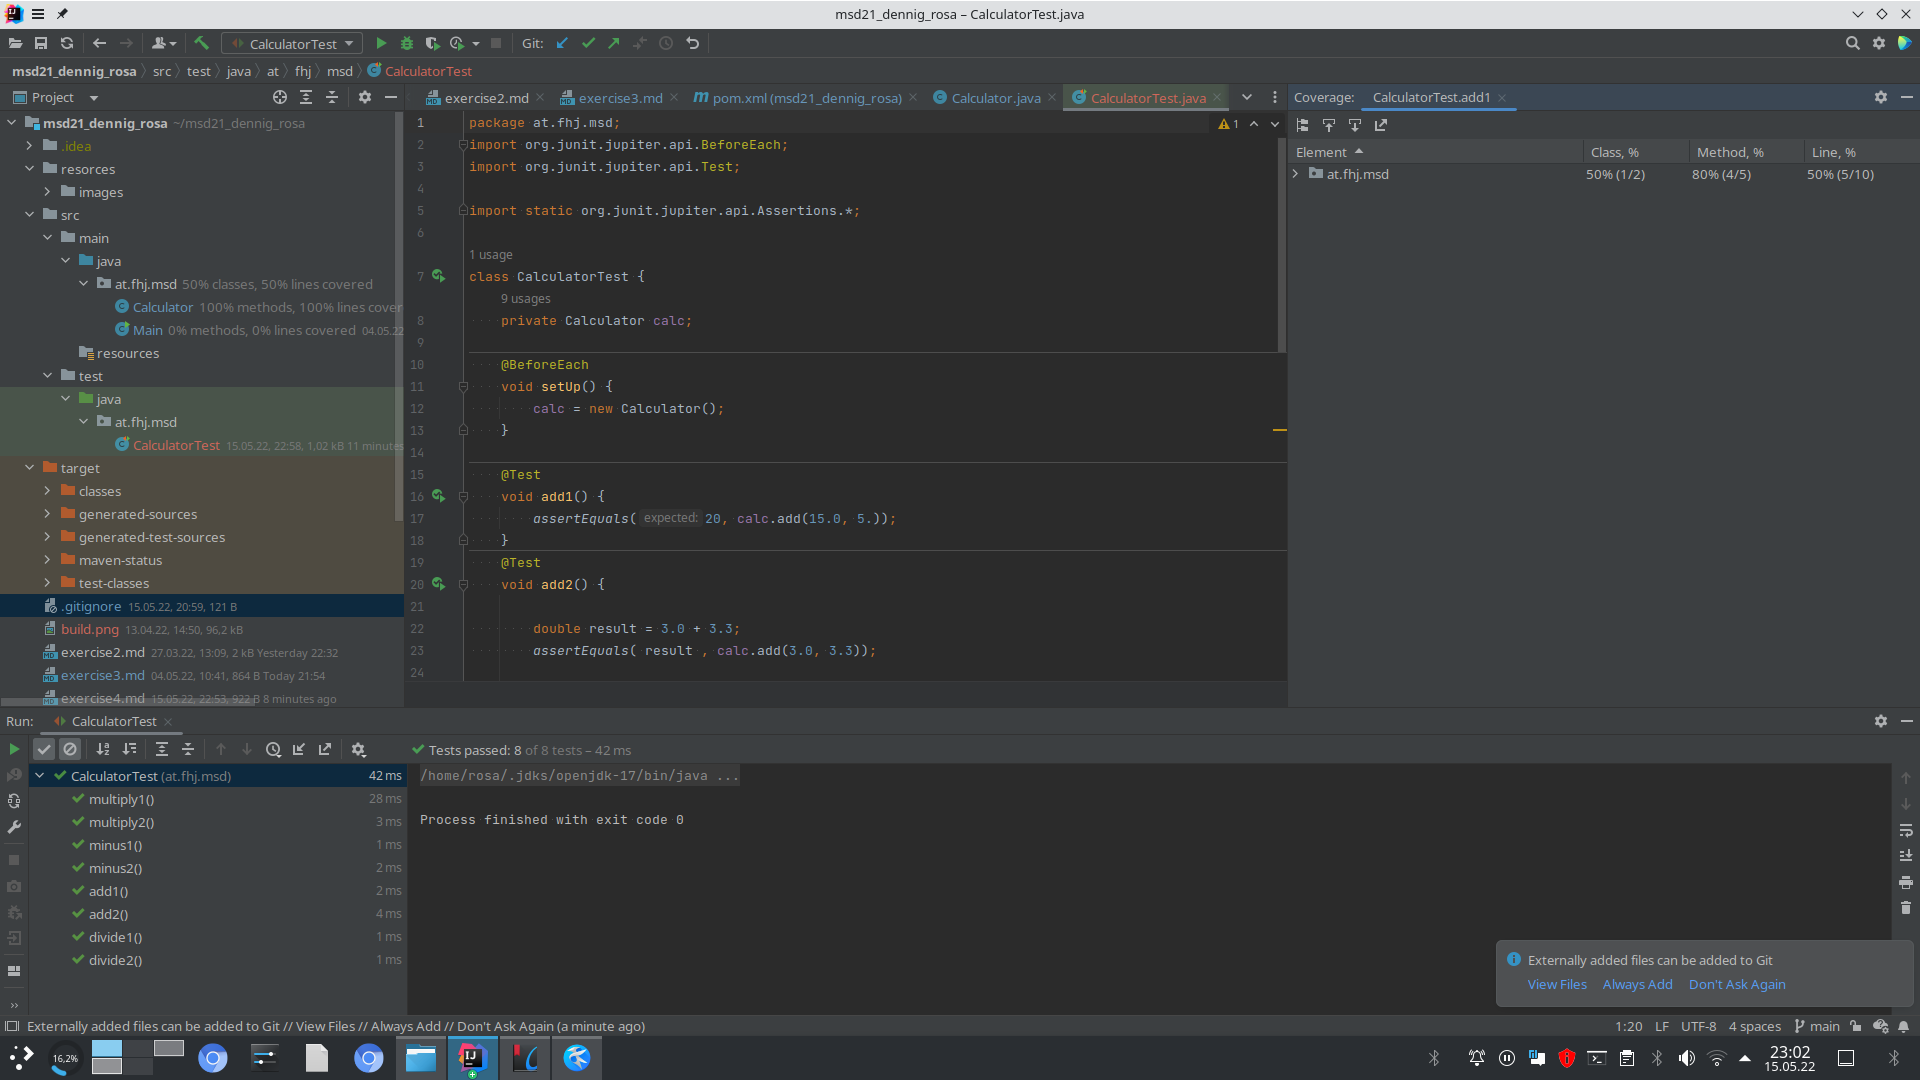 msd21_dennig_rosa – CalculatorTest.java
CalculatorTest
Git:
msd21_dennig_rosa
src
test
java
at
fhj
msd
CalculatorTest
Project
exercise2.md
exercise3.md
pom.xml (msd21_dennig_rosa)
Calculator.java
CalculatorTest.java
Coverage:
CalculatorTest.add1
msd21_dennig_rosa ~/msd21_dennig_rosa
.idea
resorces
images
src
main
java
at.fhj.msd 50% classes, 50% lines covered
Calculator 100% methods, 100% lines cover
Main 0% methods, 0% lines covered 04.05.22
resources
test
java
at.fhj.msd
CalculatorTest 15.05.22, 22:58, 1,02 kB 11 minutes
target
classes
generated-sources
generated-test-sources
maven-status
test-classes
.gitignore 15.05.22, 20:59, 121 B
build.png 13.04.22, 14:50, 96,2 kB
exercise2.md 27.03.22, 13:09, 2 kB Yesterday 22:32
exercise3.md 04.05.22, 10:41, 864 B Today 21:54
exercise4.md 15.05.22, 22:53, 922 B 8 minutes ago
1 package at.fhj.msd;
2 import org.junit.jupiter.api.BeforeEach;
3 import org.junit.jupiter.api.Test;
4
5 import static org.junit.jupiter.api.Assertions.*;
6
1 usage
7 class CalculatorTest {
9 usages
8 private Calculator calc;
9
10 @BeforeEach
11 void setUp() {
12 calc = new Calculator();
13 }
14
15 @Test
16 void add1() {
17 assertEquals( expected: 20, calc.add(15.0, 5.));
18 }
19 @Test
20 void add2() {
21
22 double result = 3.0 + 3.3;
23 assertEquals( result , calc.add(3.0, 3.3));
24
1
Element Class, % Method, % Line, %
at.fhj.msd 50% (1/2) 80% (4/5) 50% (5/10)
Run: CalculatorTest
Tests passed: 8 of 8 tests – 42 ms
CalculatorTest (at.fhj.msd) 42 ms
multiply1() 28 ms
multiply2() 3 ms
minus1() 1 ms
minus2() 2 ms
add1() 2 ms
add2() 4 ms
divide1() 1 ms
divide2() 1 ms
/home/rosa/.jdks/openjdk-17/bin/java ...
Process finished with exit code 0
Externally added files can be added to Git
View Files Always Add Don't Ask Again
Externally added files can be added to Git // View Files // Always Add // Don't Ask Again (a minute ago)
1:20 LF UTF-8 4 spaces main
16,2%
23:02
15.05.22